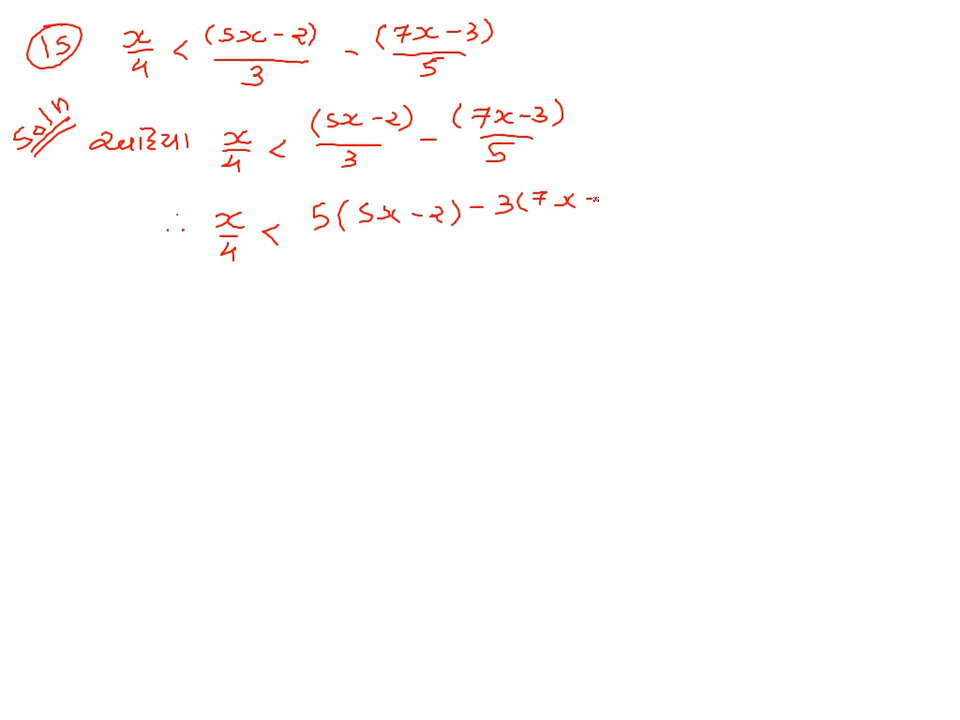 (15) x/4 < (5x-2)/3 - (7x-3)/5
Soln અસમતા x/4 < (5x-2)/3 - (7x-3)/5
∴ x/4 < 5(5x-2) - 3(7x -